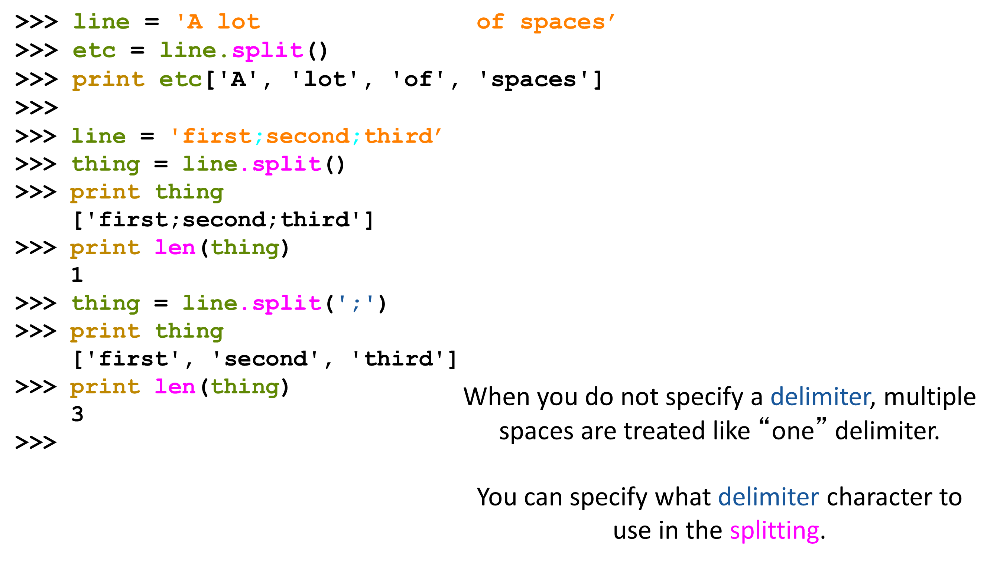 >>> line = 'A lot               of spaces’
>>> etc = line.split()
>>> print etc['A', 'lot', 'of', 'spaces']
>>>
>>> line = 'first;second;third’
>>> thing = line.split()
>>> print thing
['first;second;third']
>>> print len(thing)
1
>>> thing = line.split(';')
>>> print thing
['first', 'second', 'third']
>>> print len(thing)
3
>>>
When you do not specify a delimiter, multiple
spaces are treated like “one” delimiter.
You can specify what delimiter character to
use in the splitting.